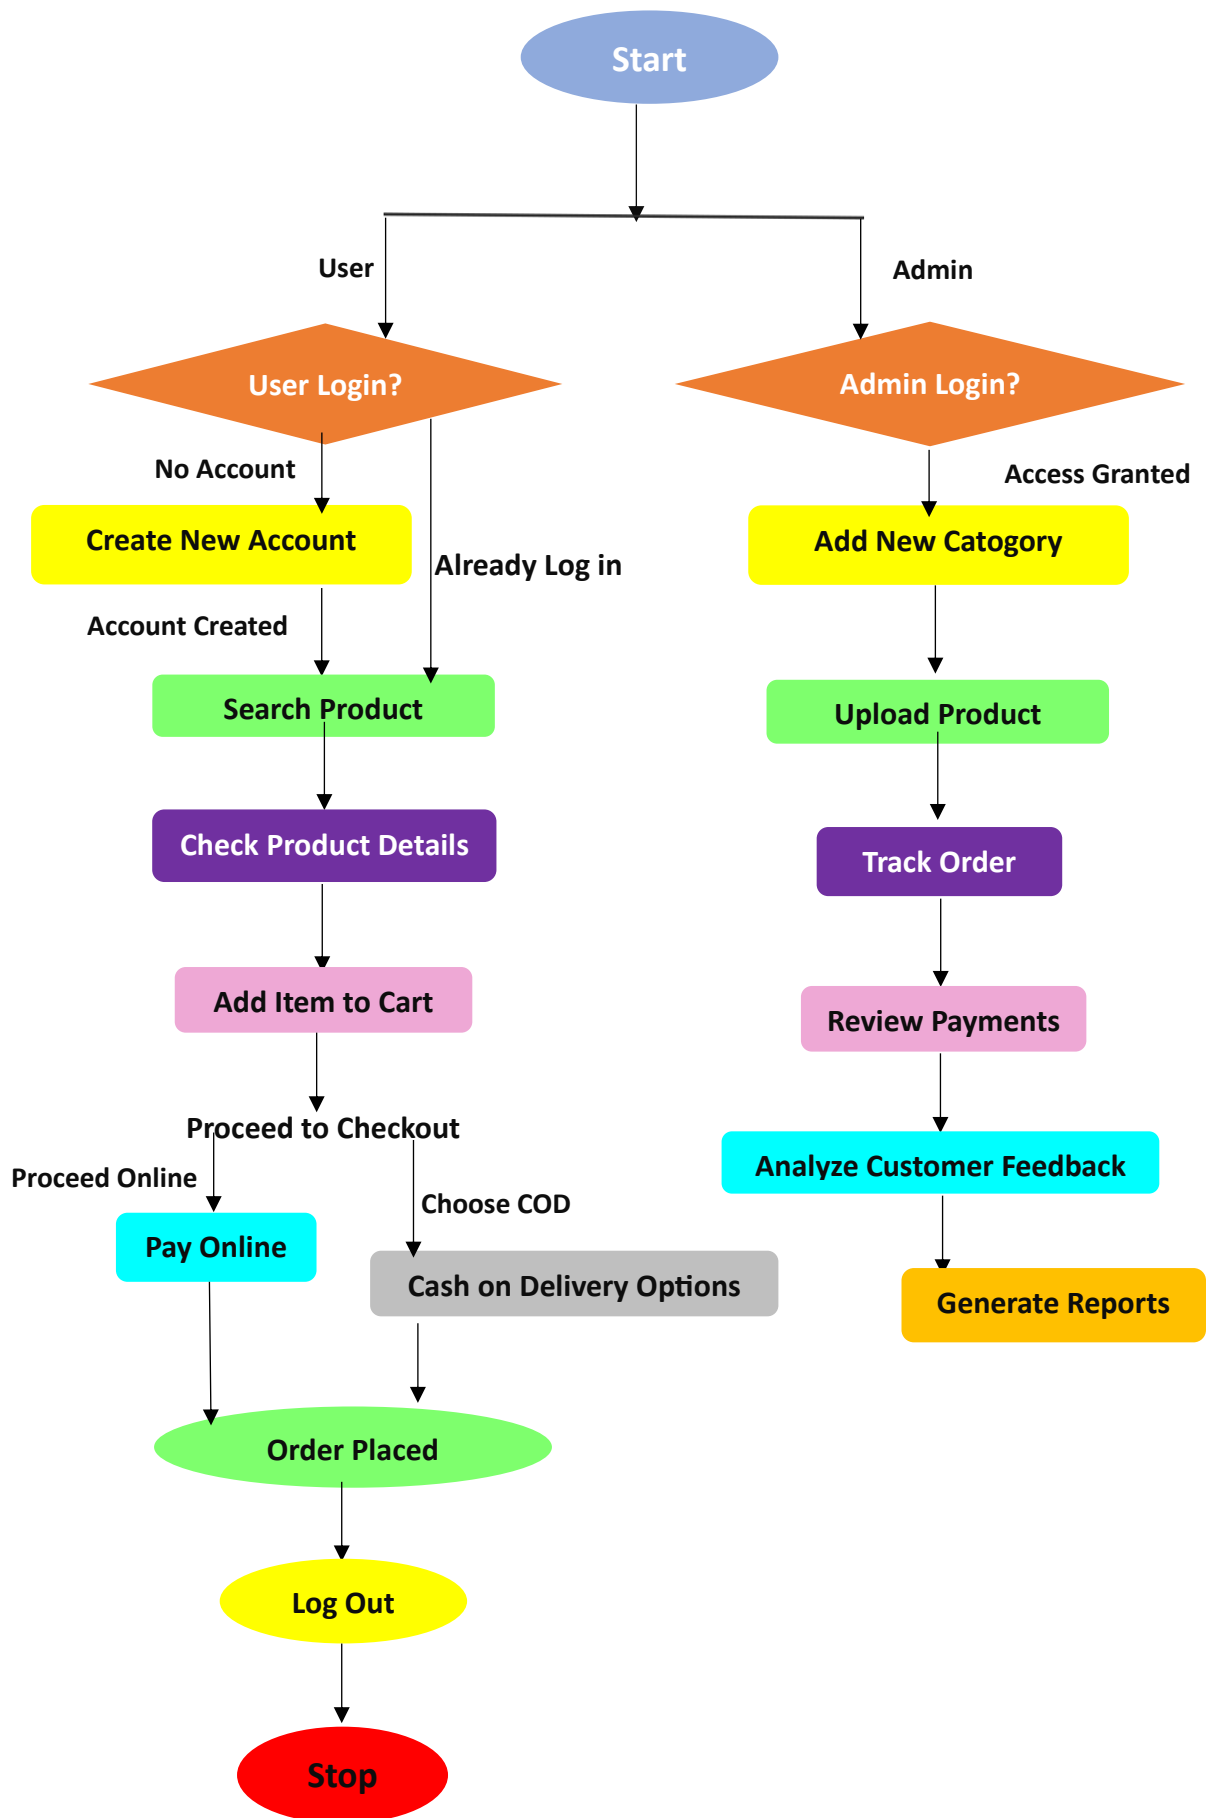 Start
User
Admin
User Login?
Admin Login?
No Account
Access Granted
Create New Account
Add New Catogory
Already Log in
Account Created
Search Product
Upload Product
Check Product Details
Track Order
Add Item to Cart
Review Payments
Proceed to Checkout
Analyze Customer Feedback
Proceed Online
Choose COD
Pay Online
Cash on Delivery Options
Generate Reports
Order Placed
Log Out
Stop